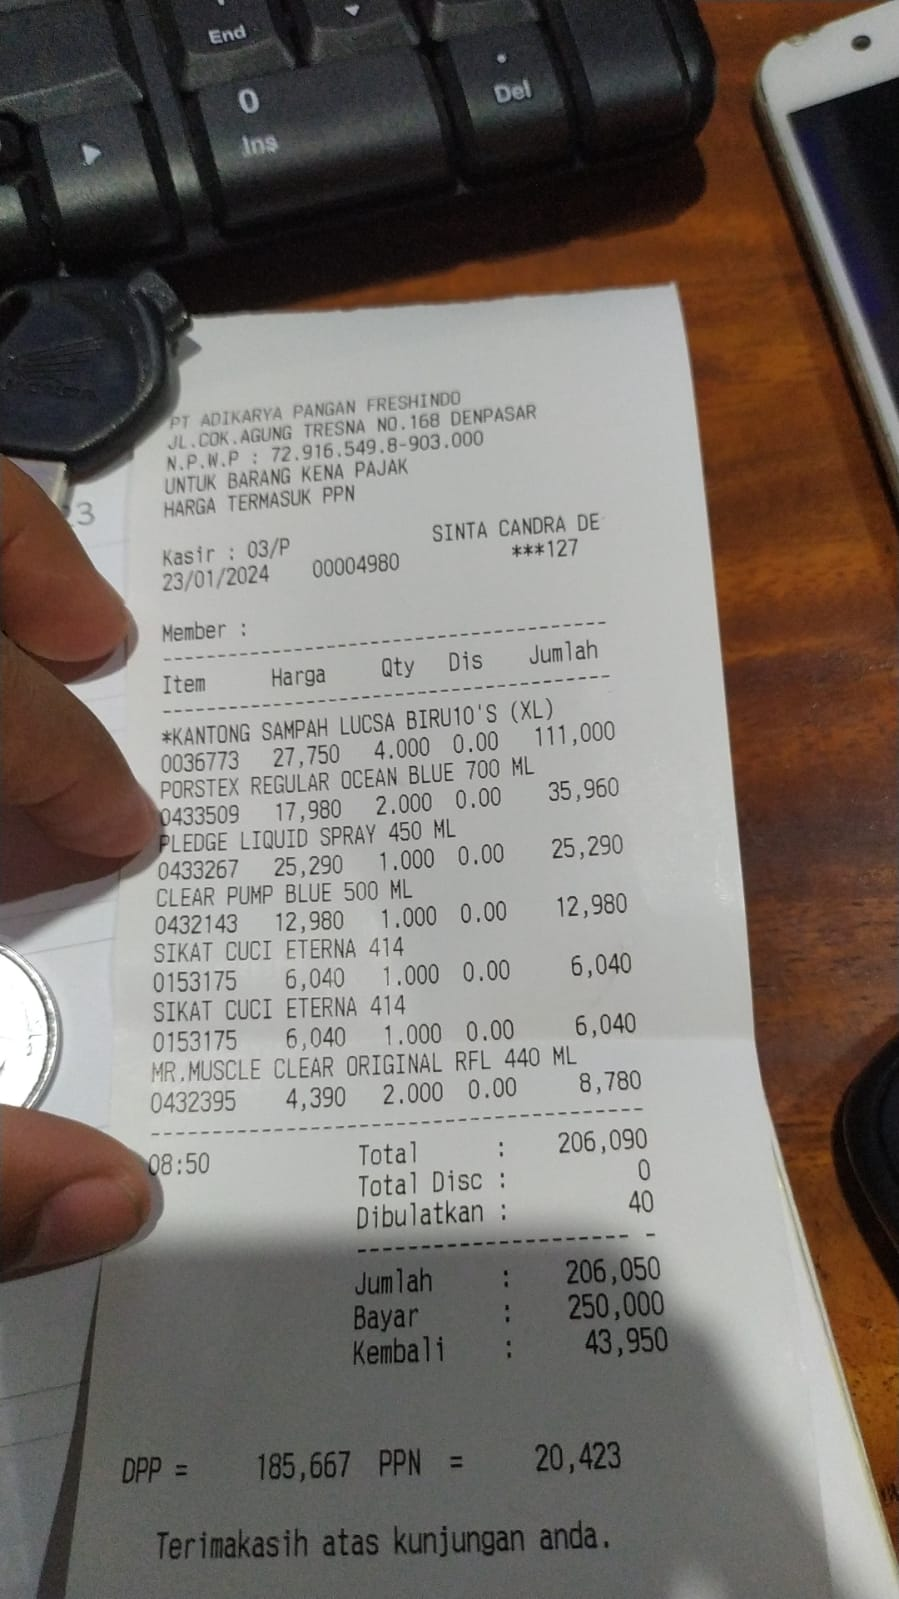 End
0
Ins
Del
PT ADIKARYA PANGAN FRESHINDO
JL.COK.AGUNG TRESNA NO.168 DENPASAR
N.P.W.P : 72.916.549.8-903.000
UNTUK BARANG KENA PAJAK
HARGA TERMASUK PPN
SINTA CANDRA DE
Kasir : 03/P ***127
23/01/2024 00004980
Member :
Item Harga Qty Dis Jumlah
*KANTONG SAMPAH LUCSA BIRU10'S (XL)
0036773 27,750 4.000 0.00 111,000
PORSTEX REGULAR OCEAN BLUE 700 ML
0433509 17,980 2.000 0.00 35,960
PLEDGE LIQUID SPRAY 450 ML
0433267 25,290 1.000 0.00 25,290
CLEAR PUMP BLUE 500 ML
0432143 12,980 1.000 0.00 12,980
SIKAT CUCI ETERNA 414
0153175 6,040 1.000 0.00 6,040
SIKAT CUCI ETERNA 414
0153175 6,040 1.000 0.00 6,040
MR.MUSCLE CLEAR ORIGINAL RFL 440 ML
0432395 4,390 2.000 0.00 8,780
08:50 Total : 206,090
Total Disc : 0
Dibulatkan : 40
Jumlah : 206,050
Bayar : 250,000
Kembali : 43,950
DPP = 185,667 PPN = 20,423
Terimakasih atas kunjungan anda.